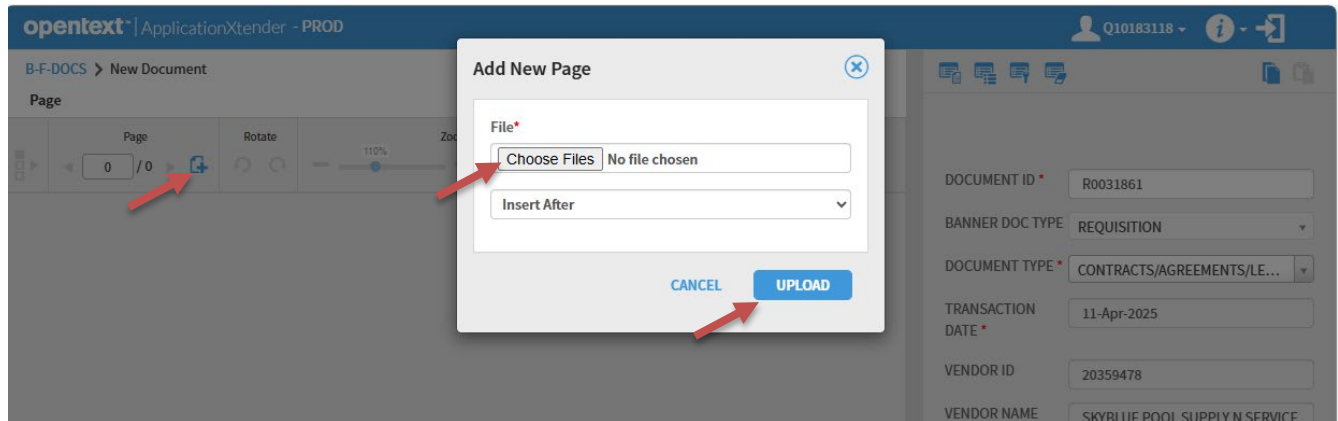 opentext™ | ApplicationXtender - PROD
Q10183118
B-F-DOCS > New Document
Page
Page
Rotate
Zoo
0 / 0
110%
Add New Page
File*
Choose Files No file chosen
Insert After
CANCEL
UPLOAD
DOCUMENT ID *
R0031861
BANNER DOC TYPE
REQUISITION
DOCUMENT TYPE *
CONTRACTS/AGREEMENTS/LE...
TRANSACTION
DATE *
11-Apr-2025
VENDOR ID
20359478
VENDOR NAME
SKYBLUE POOL SUPPLY N SERVICE